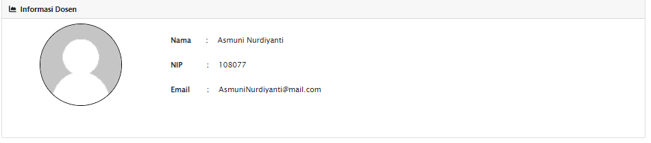 Informasi Dosen
Nama : Asmuni Nurdiyanti
NIP : 108077
Email : AsmuniNurdiyanti@mail.com